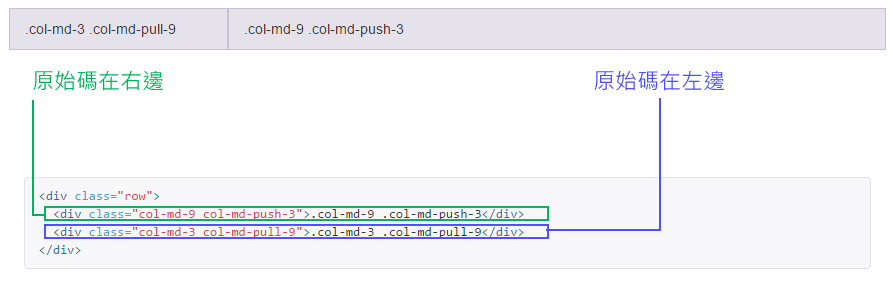 .col-md-3 .col-md-pull-9
.col-md-9 .col-md-push-3
原始碼在右邊
原始碼在左邊
<div class="row">
<div class="col-md-9 col-md-push-3">.col-md-9 .col-md-push-3</div>
<div class="col-md-3 col-md-pull-9">.col-md-3 .col-md-pull-9</div>
</div>